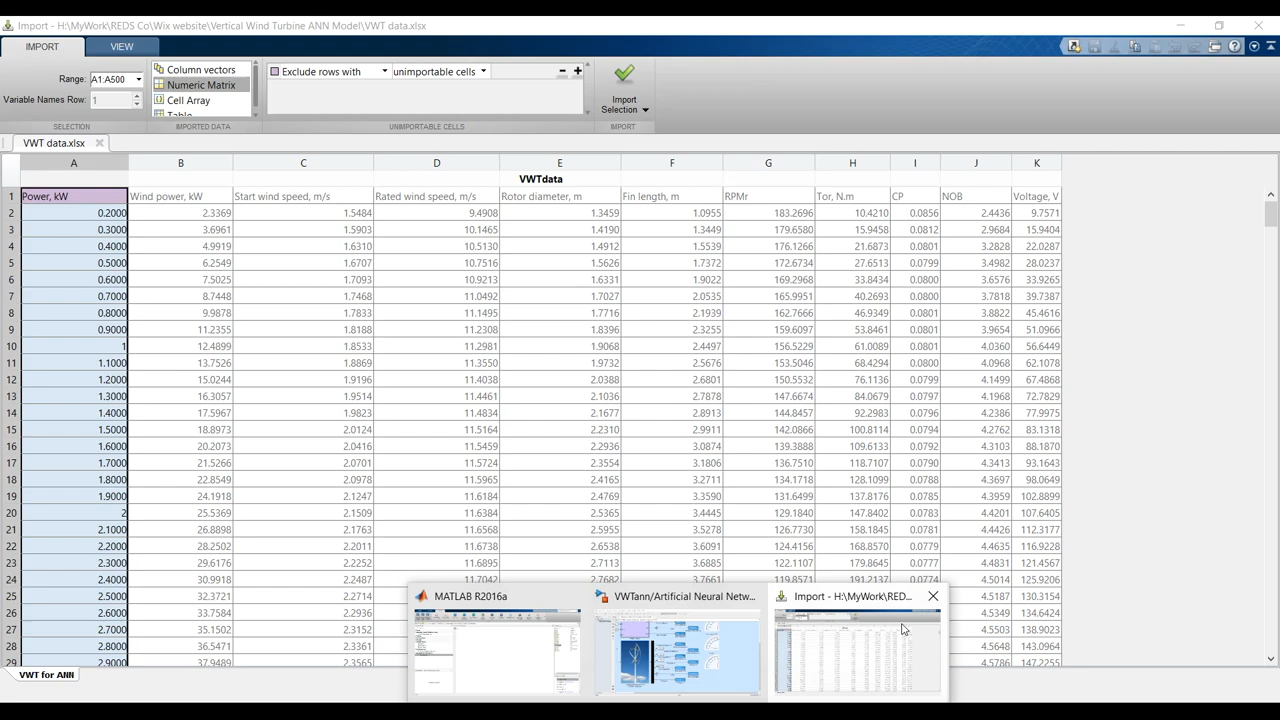 Import - H:\MyWork\REDS Co\Wix website\Vertical Wind Turbine ANN Model\VWT data.xlsx
IMPORT VIEW
Range: A1:A500
Variable Names Row: 1
Column vectors
Numeric Matrix
Cell Array
Table
Exclude rows with unimportable cells
Import
Selection
SELECTION IMPORTED DATA UNIMPORTABLE CELLS IMPORT
VWT data.xlsx
A B C D E F G H I J K
VWTdata
1 Power, kW Wind power, kW Start wind speed, m/s Rated wind speed, m/s Rotor diameter, m Fin length, m RPMr Tor, N.m CP NOB Voltage, V
2 0.2000 2.3369 1.5484 9.4908 1.3459 1.0955 183.2696 10.4210 0.0856 2.4436 9.7571
3 0.3000 3.6961 1.5903 10.1465 1.4190 1.3449 179.6580 15.9458 0.0812 2.9684 15.9404
4 0.4000 4.9919 1.6310 10.5130 1.4912 1.5539 176.1266 21.6873 0.0801 3.2828 22.0287
5 0.5000 6.2549 1.6707 10.7516 1.5626 1.7372 172.6734 27.6513 0.0799 3.4982 28.0237
6 0.6000 7.5025 1.7093 10.9213 1.6331 1.9022 169.2968 33.8434 0.0800 3.6576 33.9265
7 0.7000 8.7448 1.7468 11.0492 1.7027 2.0535 165.9951 40.2693 0.0800 3.7818 39.7387
8 0.8000 9.9878 1.7833 11.1495 1.7716 2.1939 162.7666 46.9349 0.0801 3.8822 45.4616
9 0.9000 11.2355 1.8188 11.2308 1.8396 2.3255 159.6097 53.8461 0.0801 3.9654 51.0966
10 1 12.4899 1.8533 11.2981 1.9068 2.4497 156.5229 61.0089 0.0801 4.0360 56.6449
11 1.1000 13.7526 1.8869 11.3550 1.9732 2.5676 153.5046 68.4294 0.0800 4.0968 62.1078
12 1.2000 15.0244 1.9196 11.4038 2.0388 2.6801 150.5532 76.1136 0.0799 4.1499 67.4868
13 1.3000 16.3057 1.9514 11.4461 2.1036 2.7878 147.6674 84.0679 0.0797 4.1968 72.7829
14 1.4000 17.5967 1.9823 11.4834 2.1677 2.8913 144.8457 92.2983 0.0796 4.2386 77.9975
15 1.5000 18.8973 2.0124 11.5164 2.2310 2.9911 142.0866 100.8114 0.0794 4.2762 83.1318
16 1.6000 20.2073 2.0416 11.5459 2.2936 3.0874 139.3888 109.6133 0.0792 4.3103 88.1870
17 1.7000 21.5266 2.0701 11.5724 2.3554 3.1806 136.7510 118.7107 0.0790 4.3413 93.1643
18 1.8000 22.8549 2.0978 11.5965 2.4165 3.2711 134.1718 128.1099 0.0788 4.3697 98.0649
19 1.9000 24.1918 2.1247 11.6184 2.4769 3.3590 131.6499 137.8176 0.0785 4.3959 102.8899
20 2 25.5369 2.1509 11.6384 2.5365 3.4445 129.1840 147.8402 0.0783 4.4201 107.6405
21 2.1000 26.8898 2.1763 11.6568 2.5955 3.5278 126.7730 158.1845 0.0781 4.4426 112.3177
22 2.2000 28.2502 2.2011 11.6738 2.6538 3.6091 124.4156 168.8570 0.0779 4.4635 116.9228
23 2.3000 29.6176 2.2252 11.6895 2.7113 3.6885 122.1107 179.8645 0.0777 4.4831 121.4567
24 2.4000 30.9918 2.2487 11.7042 2.7682 3.7661 119.8571 191.2137 0.0774 4.5014 125.9206
25 2.5000 32.3721 2.2714 4.5187 130.3154
26 2.6000 33.7584 2.2936 4.5349 134.6424
27 2.7000 35.1502 2.3152 4.5503 138.9023
28 2.8000 36.5471 2.3361 4.5648 143.0964
29 2.9000 37.9489 2.3565 4.5786 147.2255
VWT for ANN
MATLAB R2016a
VWTann/Artificial Neural Netw...
Import - H:\MyWork\RED...